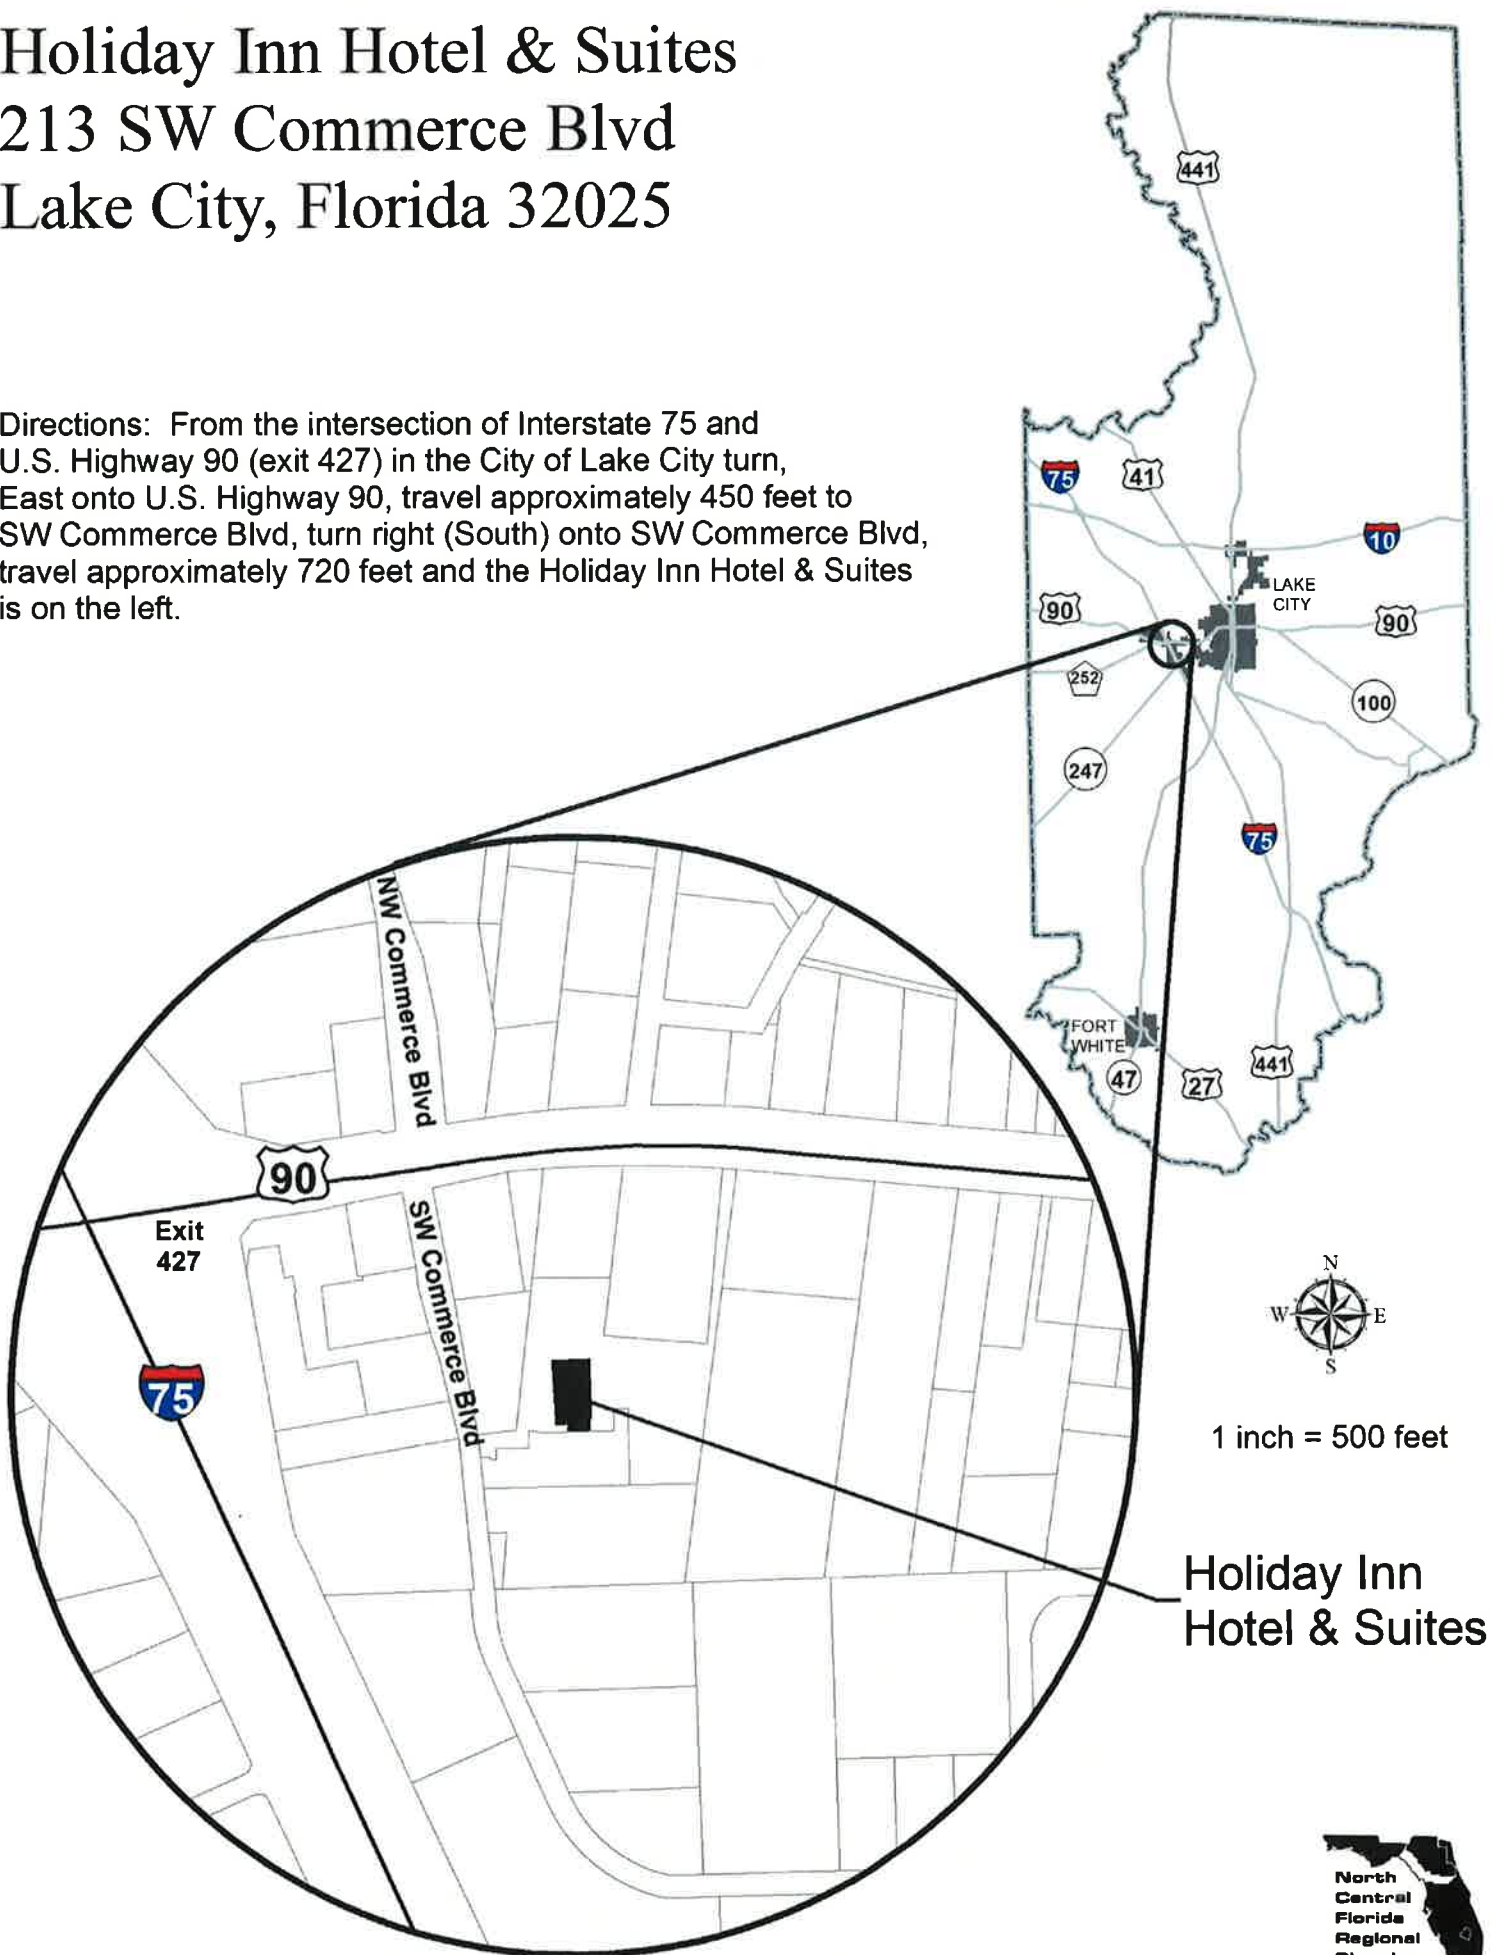 Holiday Inn Hotel & Suites
213 SW Commerce Blvd
Lake City, Florida 32025
Directions: From the intersection of Interstate 75 and
U.S. Highway 90 (exit 427) in the City of Lake City turn,
East onto U.S. Highway 90, travel approximately 450 feet to
SW Commerce Blvd, turn right (South) onto SW Commerce Blvd,
travel approximately 720 feet and the Holiday Inn Hotel & Suites
is on the left.
441
75
41
10
LAKE
CITY
90
90
252
100
247
75
FORT
WHITE
47
27
441
NW Commerce Blvd
90
Exit
427
SW Commerce Blvd
75
N
W
E
S
1 inch = 500 feet
Holiday Inn
Hotel & Suites
North
Central
Florida
Regional